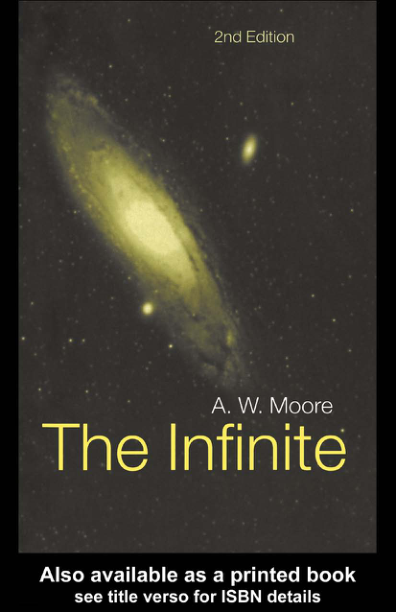 2nd Edition
A. W. Moore
The Infinite
Also available as a printed book
see title verso for ISBN details